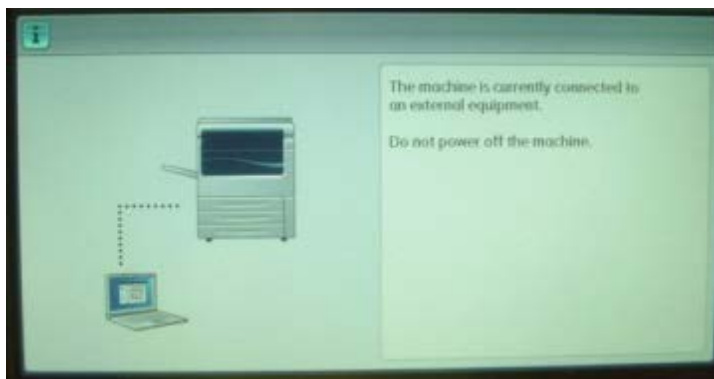 The machine is currently connected to
an external equipment.
Do not power off the machine.